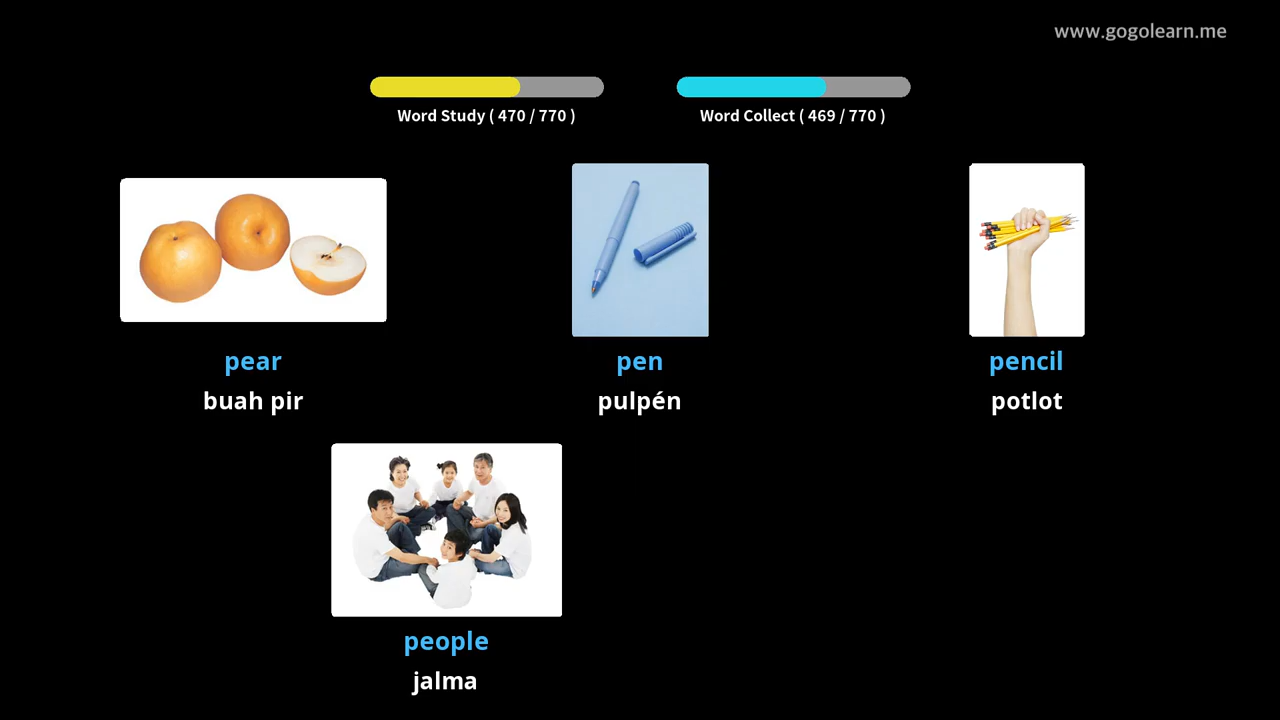 www.gogolearn.me
Word Study ( 470 / 770 )
Word Collect ( 469 / 770 )
pear
buah pir
pen
pulpén
pencil
potlot
people
jalma